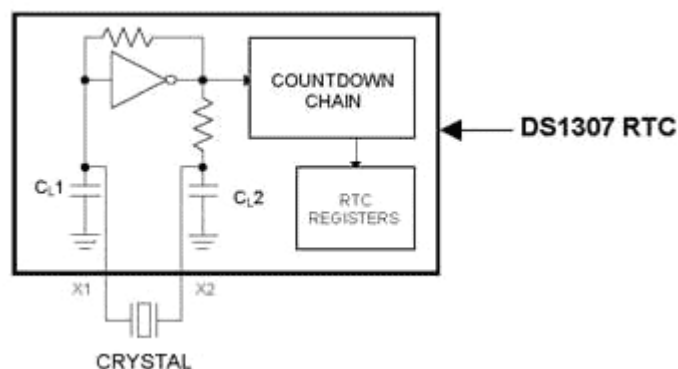 COUNTDOWN
CHAIN
DS1307 RTC
CL1
CL2
RTC
REGISTERS
X1
X2
CRYSTAL